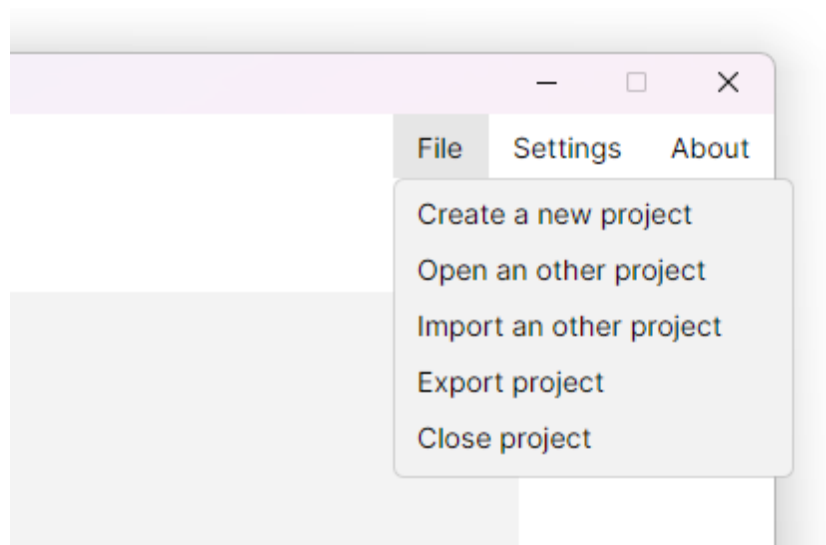 File Settings About
Create a new project
Open an other project
Import an other project
Export project
Close project